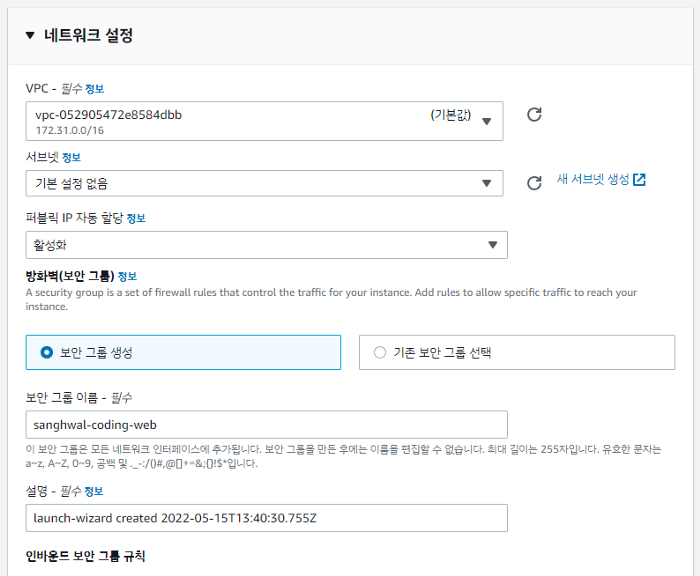 ▼ 네트워크 설정
VPC - 필수 정보
vpc-052905472e8584dbb (기본값)
172.31.0.0/16
서브넷 정보
기본 설정 없음
새 서브넷 생성
퍼블릭 IP 자동 할당 정보
활성화
방화벽(보안 그룹) 정보
A security group is a set of firewall rules that control the traffic for your instance. Add rules to allow specific traffic to reach your
instance.
보안 그룹 생성
기존 보안 그룹 선택
보안 그룹 이름 - 필수
sanghwal-coding-web
이 보안 그룹은 모든 네트워크 인터페이스에 추가됩니다. 보안 그룹을 만든 후에는 이름을 편집할 수 없습니다. 최대 길이는 255자입니다. 유효한 문자는
a~z, A~Z, 0~9, 공백 및 ._-:/()#,@[]+=&;{}!$*입니다.
설명 - 필수 정보
launch-wizard created 2022-05-15T13:40:30.755Z
인바운드 보안 그룹 규칙